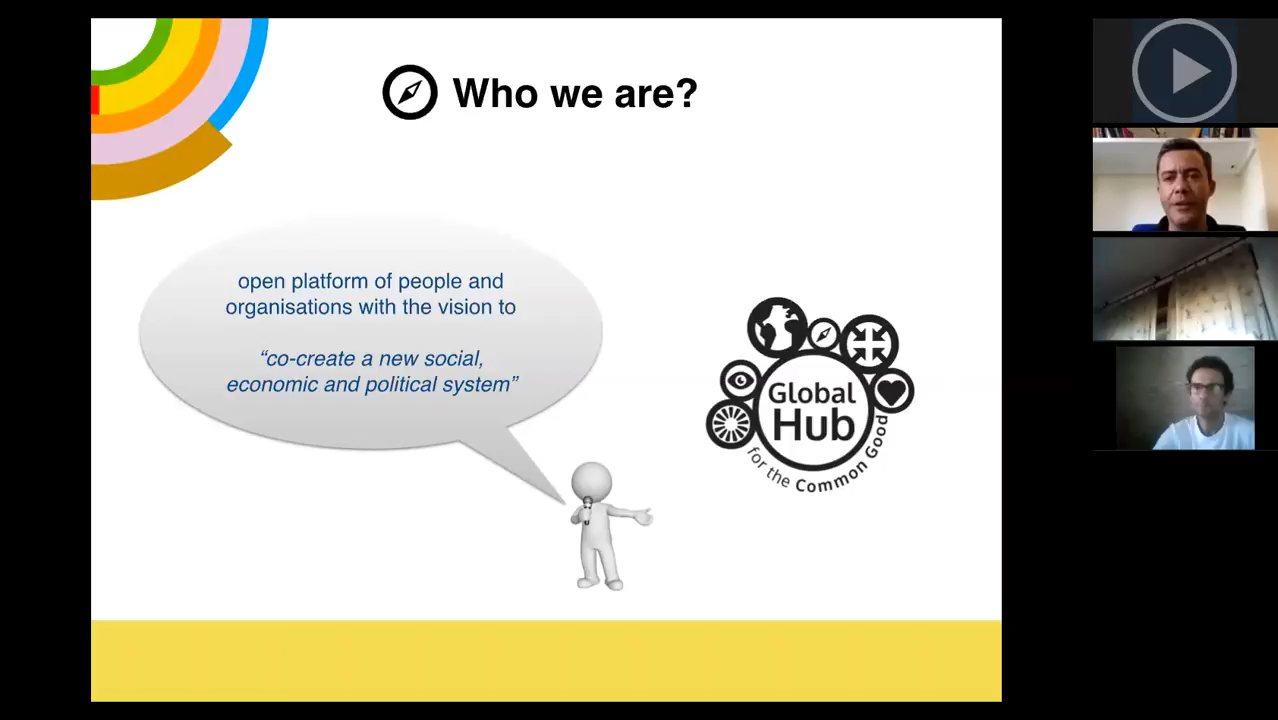 Who we are?
open platform of people and
organisations with the vision to
“co-create a new social,
economic and political system”
Global
Hub
for the Common Good